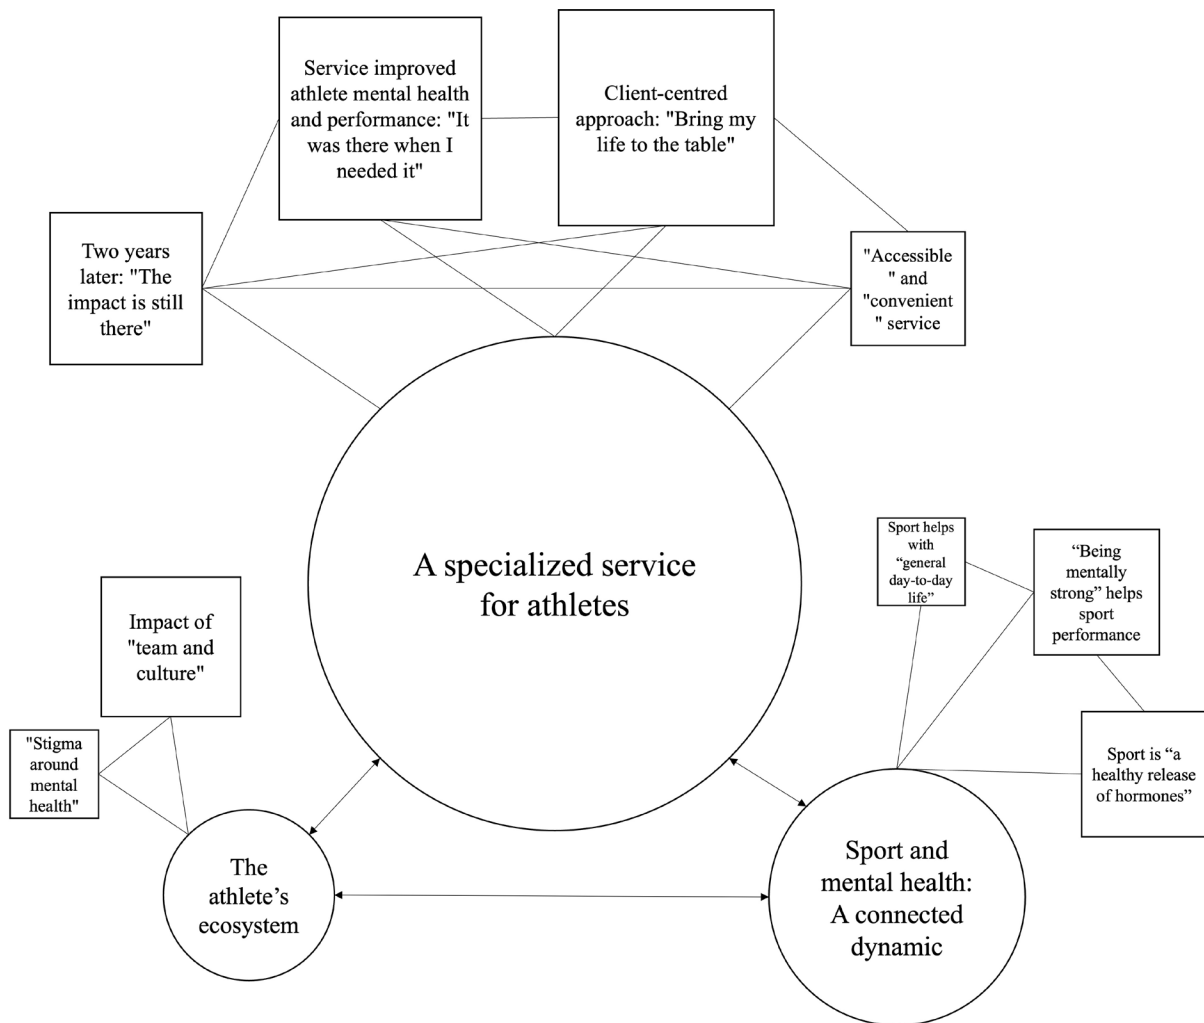 Service improved
athlete mental health
and performance: "It
was there when I
needed it"
Client-centred
approach: "Bring my
life to the table"
Two years
later: "The
impact is still
there"
"Accessible
" and
"convenient
" service
A specialized service
for athletes
Sport helps
with
“general
day-to-day
life”
“Being
mentally
strong” helps
sport
performance
Impact of
"team and
culture"
"Stigma
around
mental
health"
Sport is “a
healthy release
of hormones”
The
athlete’s
ecosystem
Sport and
mental health:
A connected
dynamic